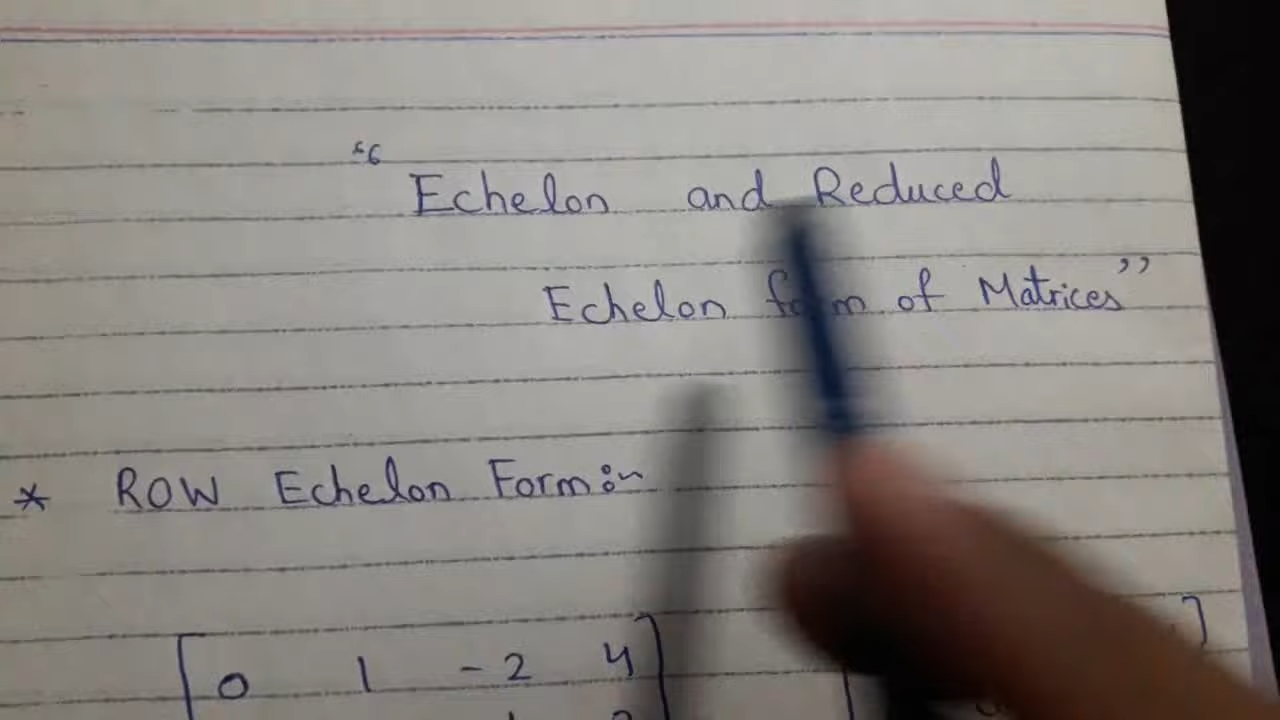 “Echelon and Reduced
Echelon form of Matrices”
* ROW Echelon Form:-
0 1 -2 4